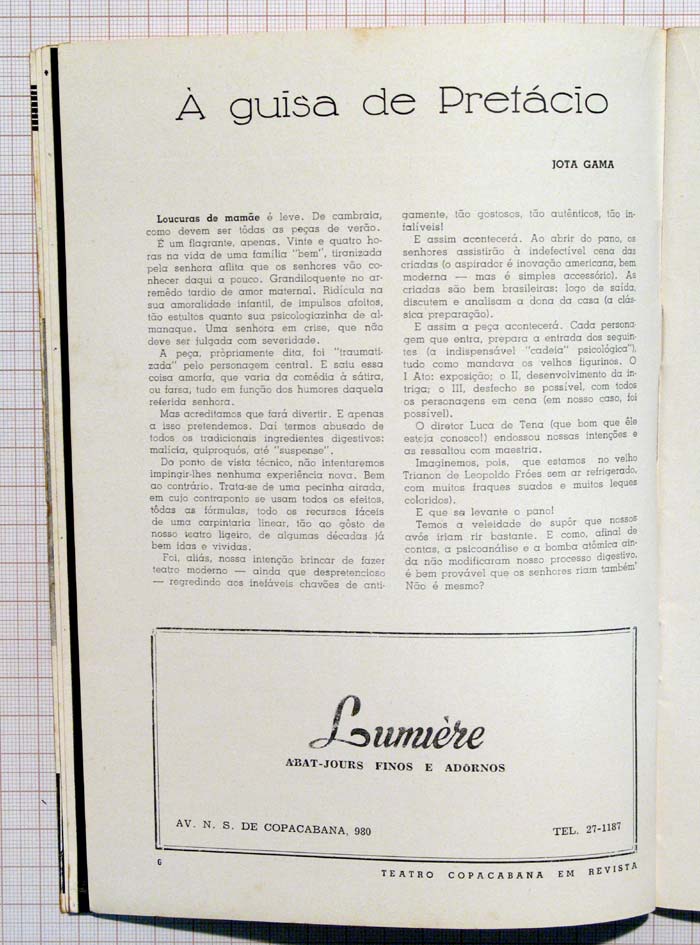 À guisa de Prefácio
JOTA GAMA
Loucuras de mamãe é leve. De cambraia,
como devem ser tôdas as peças de verão.
É um flagrante, apenas. Vinte e quatro ho-
ras na vida de uma família "bem", tiranizada
pela senhora aflita que os senhores vão co-
nhecer daqui a pouco. Grandiloquente no ar-
remêdo tardio de amor maternal. Ridícula na
sua amoralidade infantil, de impulsos afoitos,
tão estultos quanto sua psicologiazinha de al-
manaque. Uma senhora em crise, que não
deve ser julgada com severidade.
A peça, pròpriamente dita, foi "traumati-
zada" pelo personagem central. E saiu essa
coisa amorfa, que varia da comédia à sátira,
ou farsa, tudo em função dos humores daquela
referida senhora.
Mas acreditamos que fará divertir. E apenas
a isso pretendemos. Daí termos abusado de
todos os tradicionais ingredientes digestivos:
malícia, quiproquós, até "suspense".
Do ponto de vista técnico, não intentaremos
impingir-lhes nenhuma experiência nova. Bem
ao contrário. Trata-se de uma pecinha airada,
em cujo contraponto se usam todos os efeitos,
tôdas as fórmulas, todo os recursos fáceis
de uma carpintaria linear, tão ao gôsto de
nosso teatro ligeiro, de algumas décadas já
bem idas e vividas.
Foi, aliás, nossa intenção brincar de fazer
teatro moderno — ainda que despretencioso
— regredindo aos inefáveis chavões de anti-
gamente, tão gostosos, tão autênticos, tão in-
falíveis!
E assim acontecerá. Ao abrir do pano, os
senhores assistirão à indefectível cena das
criadas (o aspirador é inovação americana, bem
moderna — mas é simples accessório). As
criadas são bem brasileiras: logo de saída,
discutem e analisam a dona da casa (a clás-
sica preparação).
E assim a peça acontecerá. Cada persona-
gem que entra, prepara a entrada dos seguin-
tes (a indispensável "cadeia" psicológica"),
tudo como mandava os velhos figurinos. O
I Ato: exposição; o II, desenvolvimento da in-
triga; o III, desfecho se possível, com todos
os personagens em cena (em nosso caso, foi
possível).
O diretor Luca de Tena (que bom que êle
esteja conosco!) endossou nossas intenções e
as ressaltou com maestria.
Imaginemos, pois, que estamos no velho
Trianon de Leopoldo Fróes sem ar refrigerado,
com muitos fraques suados e muitos leques
coloridos).
E que se levante o pano!
Temos a veleidade de supôr que nossos
avós iriam rir bastante. E como, afinal de
contas, a psicoanálise e a bomba atômica ain-
da não modificaram nosso processo digestivo,
é bem provável que os senhores riam também'
Não é mesmo?
Lumière
ABAT-JOURS FINOS E ADÔRNOS
AV. N. S. DE COPACABANA, 980
TEL. 27-1187
6
TEATRO COPACABANA EM REVISTA